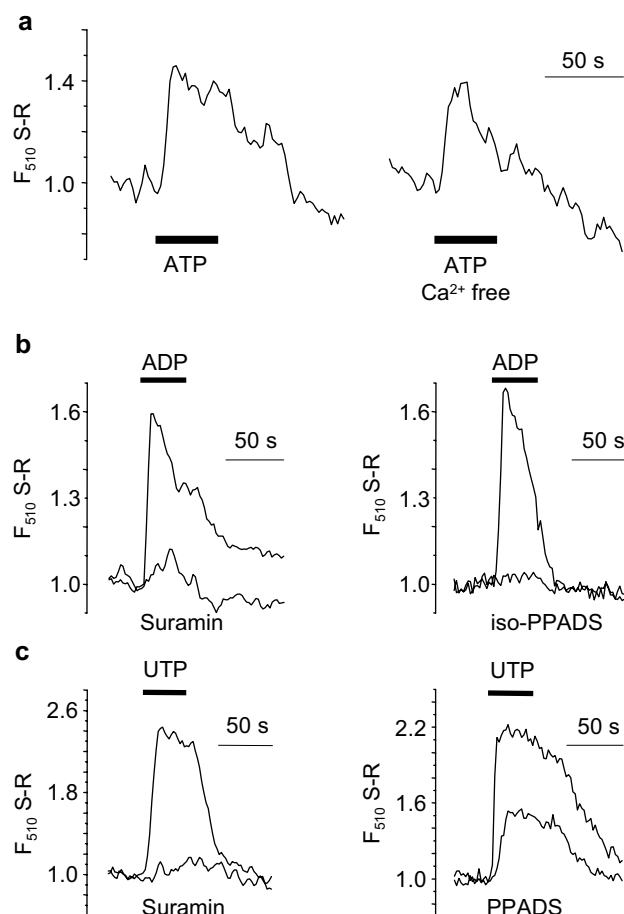 a
F510 S-R
1.4
1.0
50 s
ATP
ATP
Ca2+ free
b
ADP
ADP
F510 S-R
1.6
1.3
1.0
50 s
Suramin
F510 S-R
1.6
1.3
1.0
50 s
iso-PPADS
c
UTP
UTP
F510 S-R
2.6
1.8
1.0
50 s
Suramin
F510 S-R
2.2
1.6
1.0
50 s
PPADS